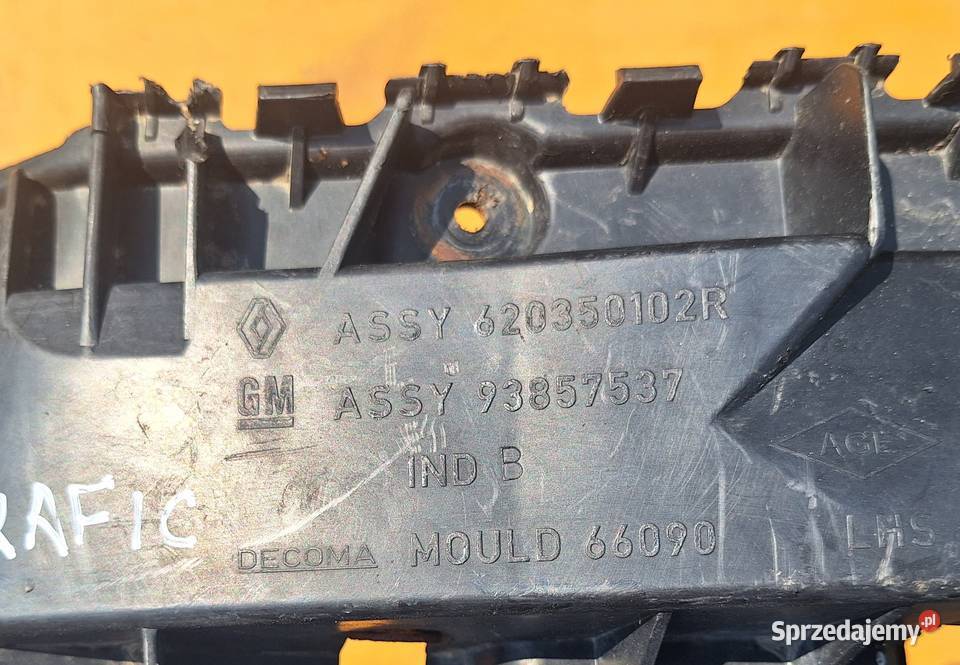 ASSY 620350102R
GM ASSY 93857537
IND B
AGE
RAFIC
DECOMA MOULD 66090
LHS
Sprzedajemy.pl